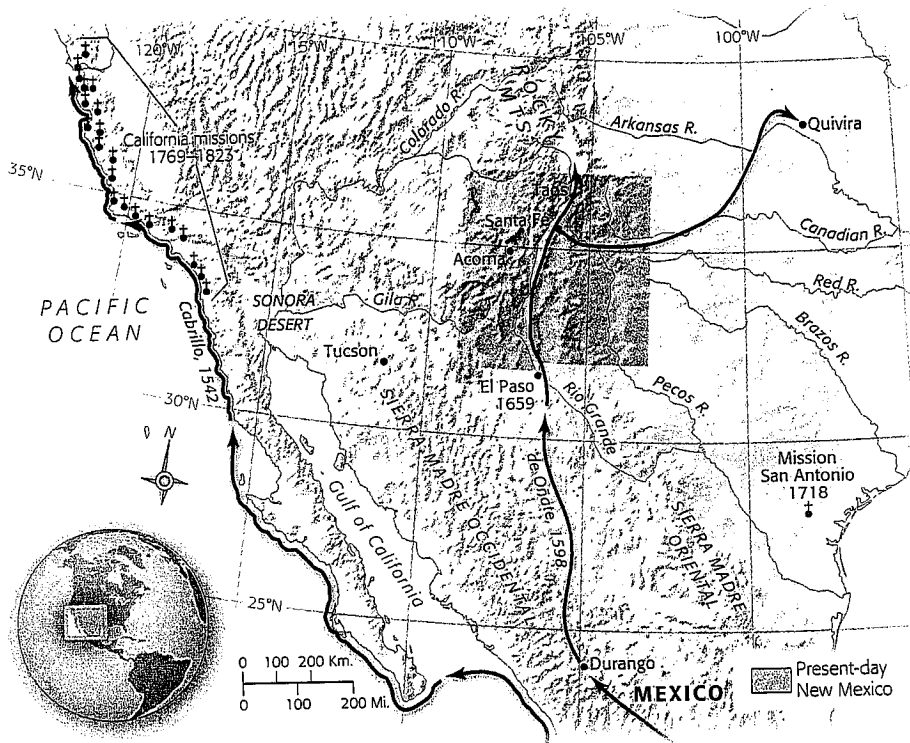 120°W
115°W
110°W
105°W
100°W
ROCKY
MTS.
Colorado R.
Arkansas R.
Quivira
California missions
1769–1823
35°N
Taos
Santa Fe
Acoma
Canadian R.
Red R.
Brazos R.
PACIFIC
OCEAN
Cabrillo, 1542
SONORA
DESERT
Gila R.
Tucson
El Paso
1659
Rio Grande
Pecos R.
30°N
N
SIERRA MADRE OCCIDENTAL
Gulf of California
de Oñate 1598
SIERRA MADRE
ORIENTAL
Mission
San Antonio
1718
25°N
0 100 200 Km.
0 100 200 Mi.
Durango
MEXICO
Present-day
New Mexico